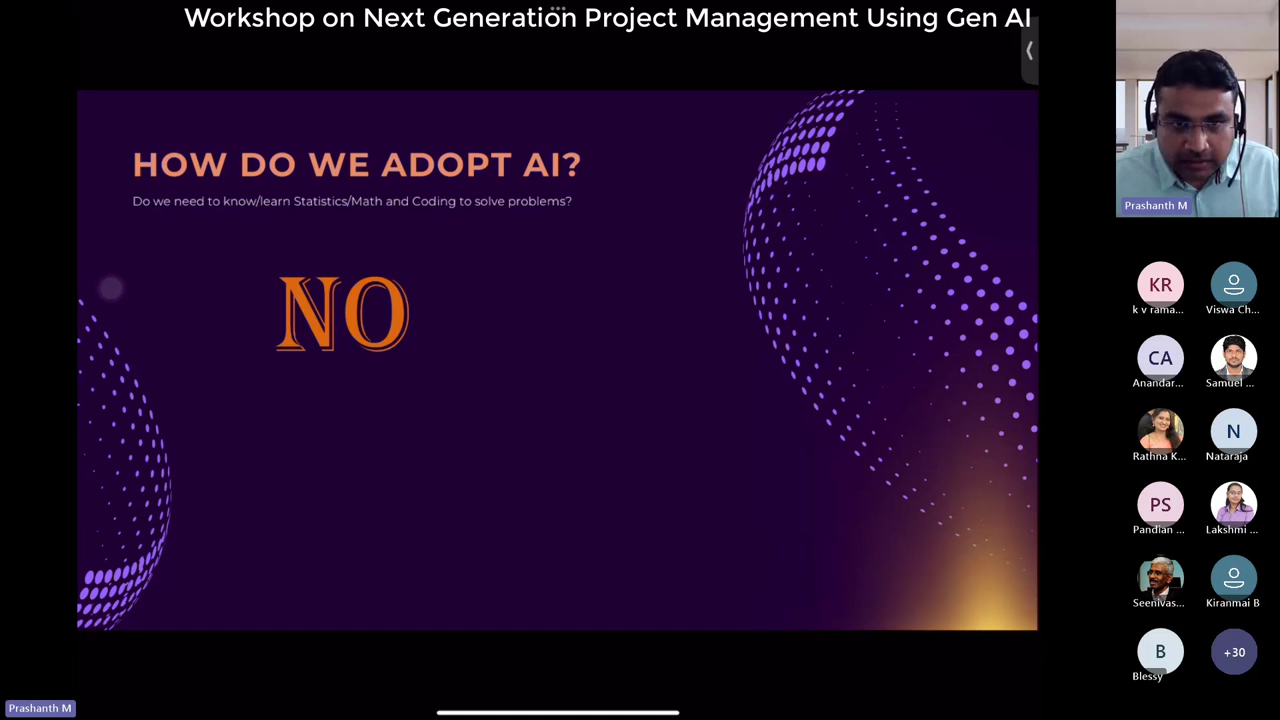 Workshop on Next Generation Project Management Using Gen AI
HOW DO WE ADOPT AI?
Do we need to know/learn Statistics/Math and Coding to solve problems?
NO
Prashanth M
KR
k v rama...
Viswa Ch...
CA
Anandar...
Samuel ...
Rathna K...
N
Nataraja
PS
Pandian ...
Lakshmi ...
Seenivas...
Kiranmai B
B
Blessy
+30
Prashanth M